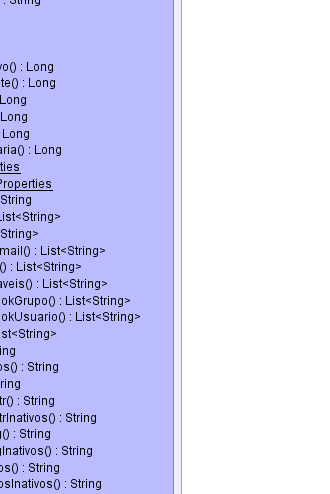 : String
vo() : Long
te() : Long
Long
Long
Long
aria() : Long
ties
Properties
String
List<String>
String>
mail() : List<String>
() : List<String>
aveis() : List<String>
okGrupo() : List<String>
okUsuario() : List<String>
ist<String>
ing
os() : String
ring
tr() : String
trInativos() : String
g() : String
gInativos() : String
os() : String
osInativos() : String